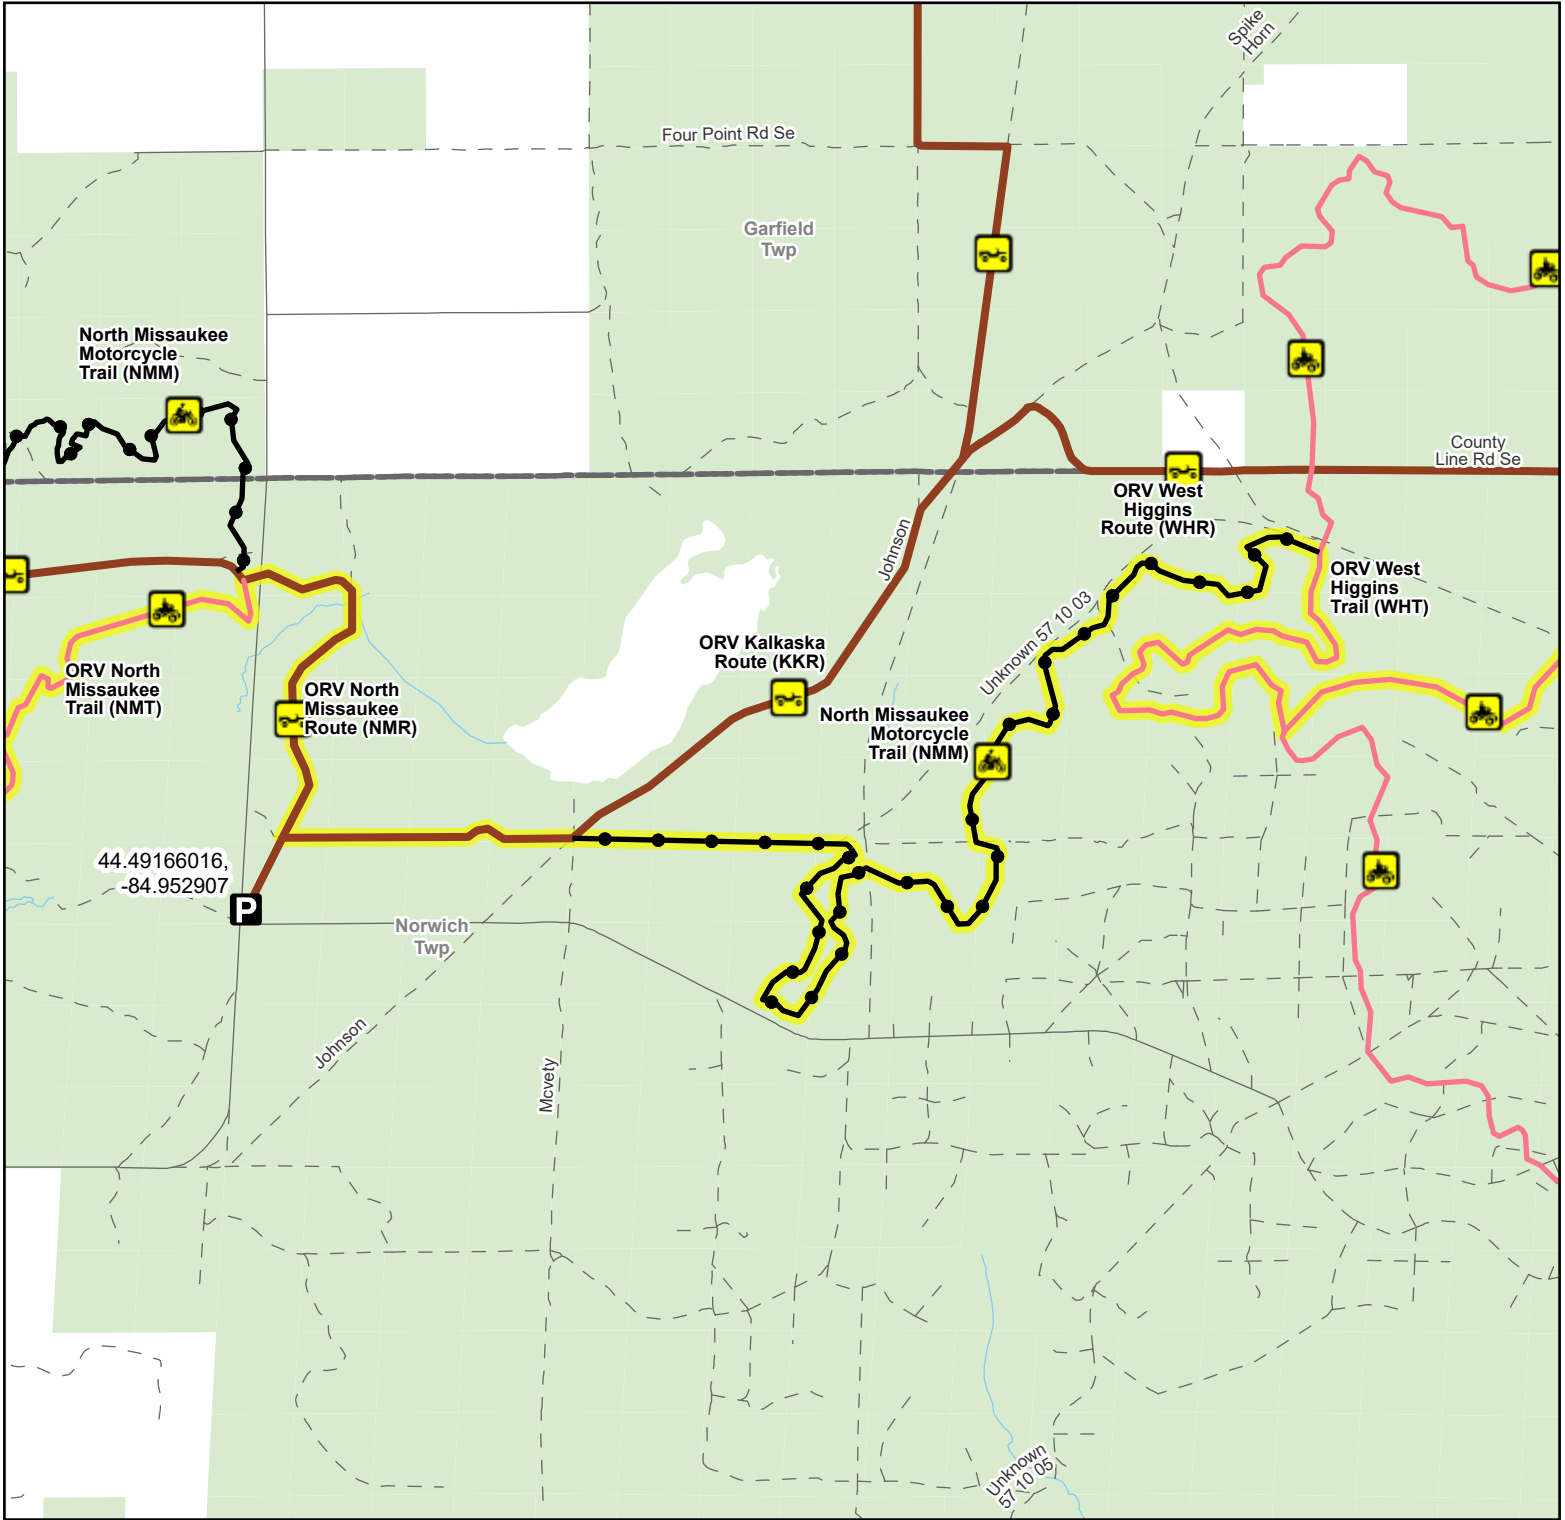 Spike
Horn
Four Point Rd Se
Garfield
Twp
North Missaukee
Motorcycle
Trail (NMM)
County
Line Rd Se
ORV West
Higgins
Route (WHR)
Johnson
ORV West
Higgins
Trail (WHT)
Unknown 57 10 03
ORV Kalkaska
Route (KKR)
ORV North
Missaukee
Trail (NMT)
ORV North
Missaukee
Route (NMR)
North Missaukee
Motorcycle
Trail (NMM)
44.49166016,
-84.952907
P
Norwich
Twp
Johnson
Mcvety
Unknown
57 10 05